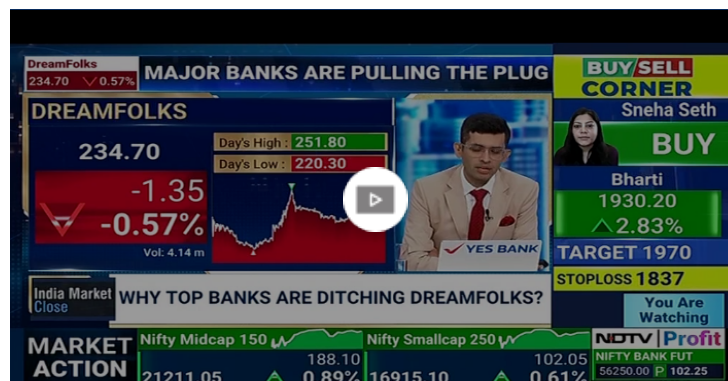 DreamFolks
234.70 0.57%
MAJOR BANKS ARE PULLING THE PLUG
BUY/SELL
CORNER
DREAMFOLKS
234.70
-1.35
-0.57%
Vol: 4.14 m
Day's High : 251.80
Day's Low : 220.30
YES BANK
Sneha Seth
BUY
Bharti
1930.20
2.83%
TARGET 1970
STOPLOSS 1837
India Market
Close
WHY TOP BANKS ARE DITCHING DREAMFOLKS?
You Are
Watching
NDTV Profit
MARKET
ACTION
Nifty Midcap 150
188.10
21211.05 0.89%
Nifty Smallcap 250
102.05
16915.10 0.61%
NIFTY BANK FUT
56250.00 P 102.25